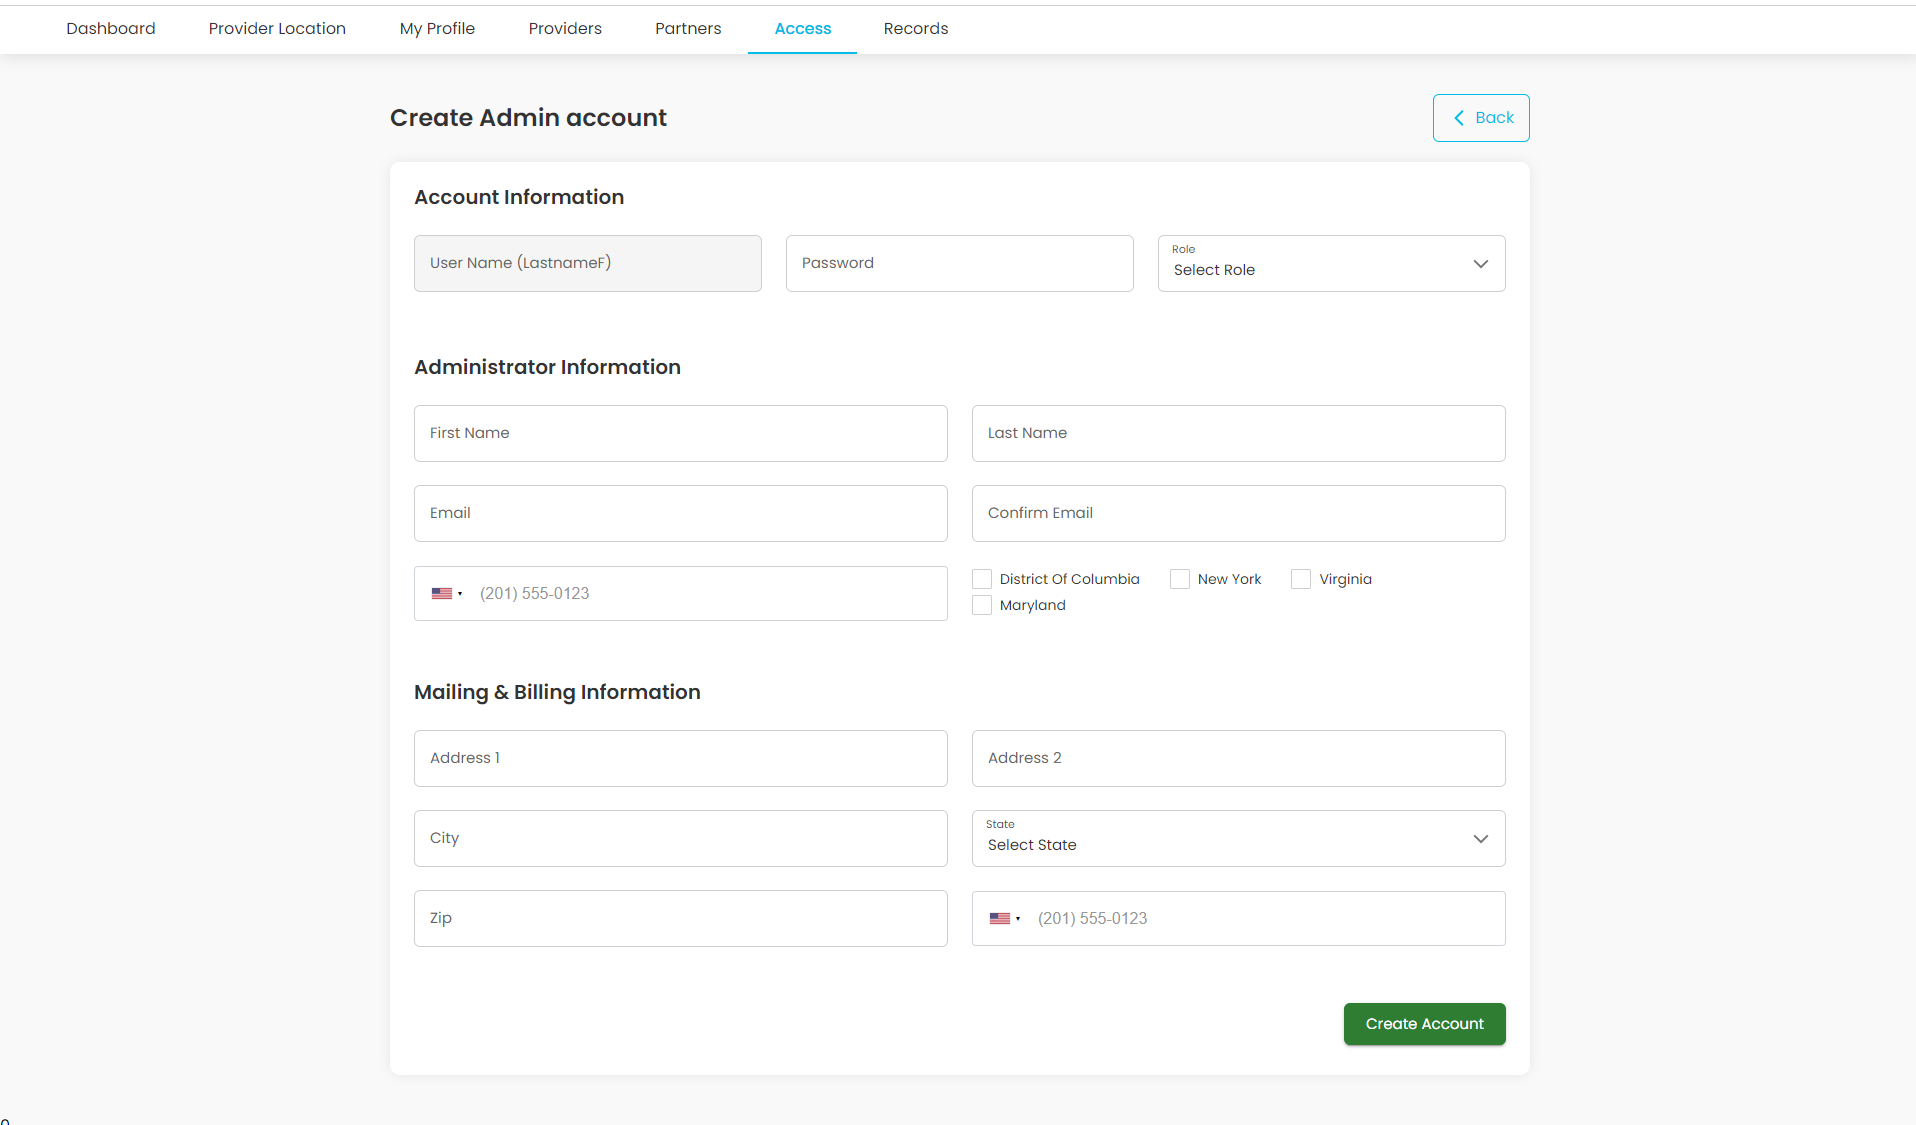 Dashboard Provider Location My Profile Providers Partners Access Records
Create Admin account
Back
Account Information
User Name (LastnameF)
Password
Role
Select Role
Administrator Information
First Name
Last Name
Email
Confirm Email
(201) 555-0123
District Of Columbia
New York
Virginia
Maryland
Mailing & Billing Information
Address 1
Address 2
City
State
Select State
Zip
(201) 555-0123
Create Account